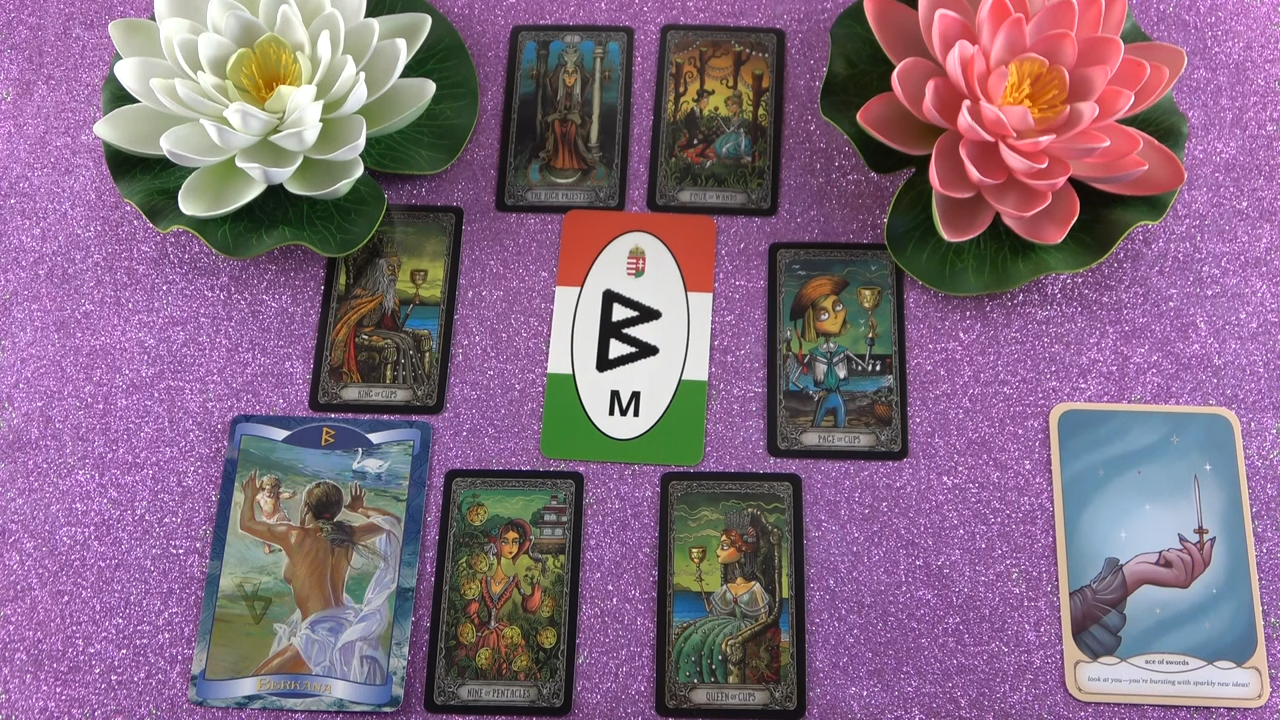 THE HIGH PRIESTESS
FOUR OF WANDS
KING OF CUPS
ᛒ
M
PAGE OF CUPS
ᛒ
BERKANA
NINE OF PENTACLES
QUEEN OF CUPS
ace of swords
look at you—you're bursting with sparkly new ideas!